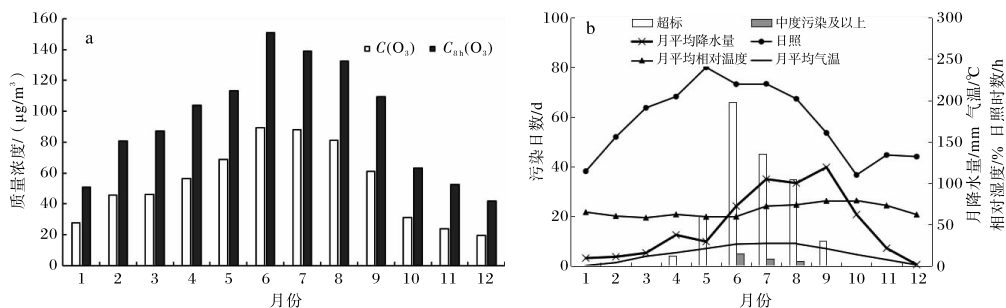 a
C(O₃)
C₈ₕ(O₃)
质量浓度/（μg/m³）
160
140
120
100
80
60
40
20
0
1 2 3 4 5 6 7 8 9 10 11 12
月份
b
超标
中度污染及以上
月平均降水量
日照
月平均相对温度
月平均气温
污染日数/d
100
80
60
40
20
0
300
250
200
150
100
50
0
月降水量/mm 气温/℃
相对湿度/% 日照时数/h
1 2 3 4 5 6 7 8 9 10 11 12
月份